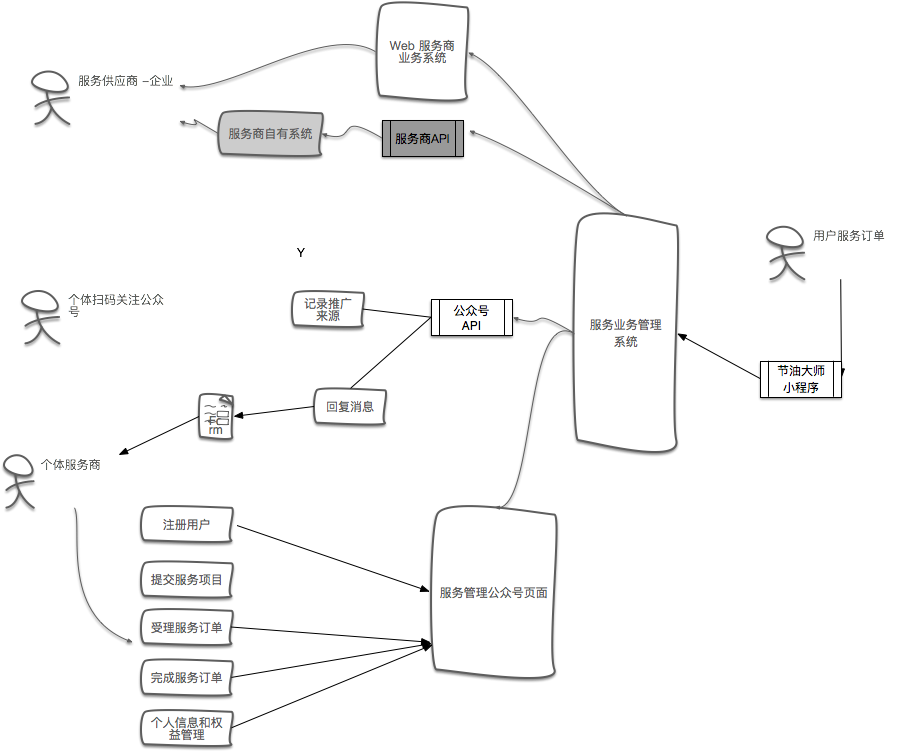 Web 服务商
业务系统
服务供应商 –企业
服务商自有系统
服务商API
用户服务订单
Y
个体扫码关注公众
号
记录推广
来源
公众号
API
服务业务管理
系统
节油大师
小程序
回复消息
rm
个体服务商
注册用户
提交服务项目
服务管理公众号页面
受理服务订单
完成服务订单
个人信息和权
益管理